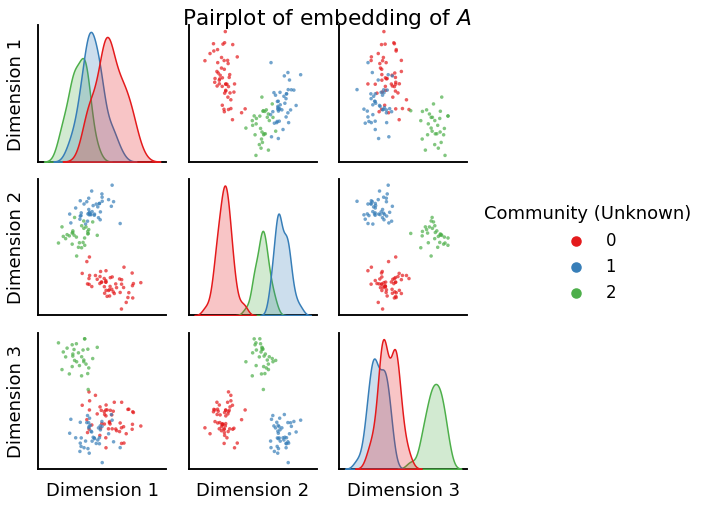 Pairplot of embedding of A
Dimension 1
Dimension 2
Dimension 3
Community (Unknown)
0
1
2
Dimension 1
Dimension 2
Dimension 3